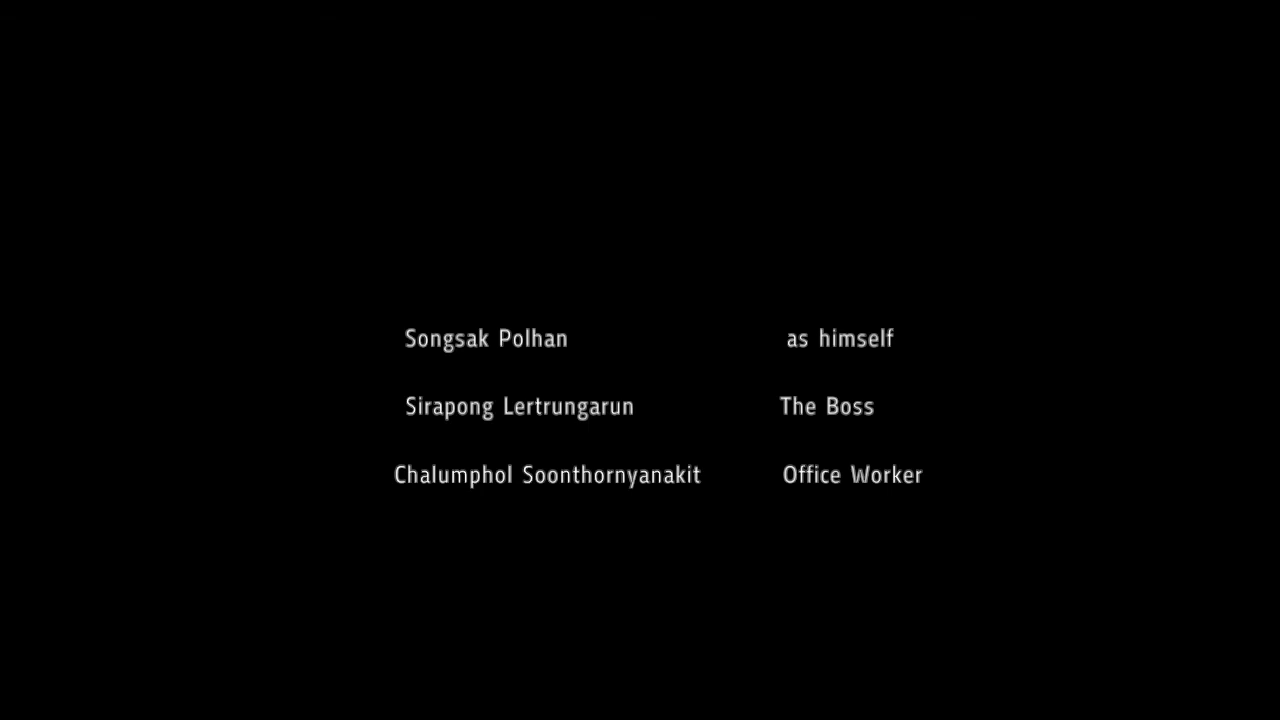 Songsak Polhan as himself
Sirapong Lertrungarun The Boss
Chalumphol Soonthornyanakit Office Worker